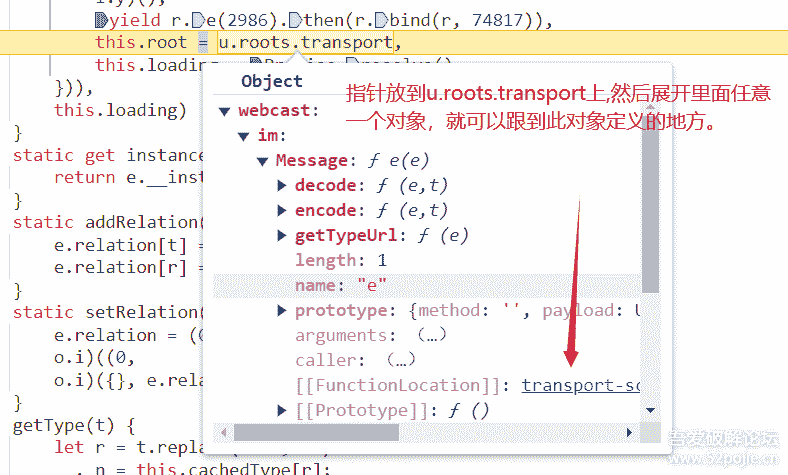 yield r.e(2986).then(r.bind(r, 74817)),
this.root = u.roots.transport,
this.loading
})),
this.loading)
}
static get instance
return e.__inst
}
static addRelation(
e.relation[t] =
e.relation[r] =
}
static setRelation(
e.relation = (0
o.i)((0,
o.i)({}, e.rela
}
getType(t) {
let r = t.repla
, n = this.cachedType[r];
Object
webcast:
im:
Message: ƒ e(e)
decode: ƒ (e,t)
encode: ƒ (e,t)
getTypeUrl: ƒ (e)
length: 1
name: "e"
prototype: {method: '', payload: U
arguments: (…)
caller: (…)
[[FunctionLocation]]: transport-sc
[[Prototype]]: ƒ ()
指针放到u.roots.transport上,然后展开里面任意
一个对象，就可以跟到此对象定义的地方。
吾爱破解论坛
www.52pojie.cn